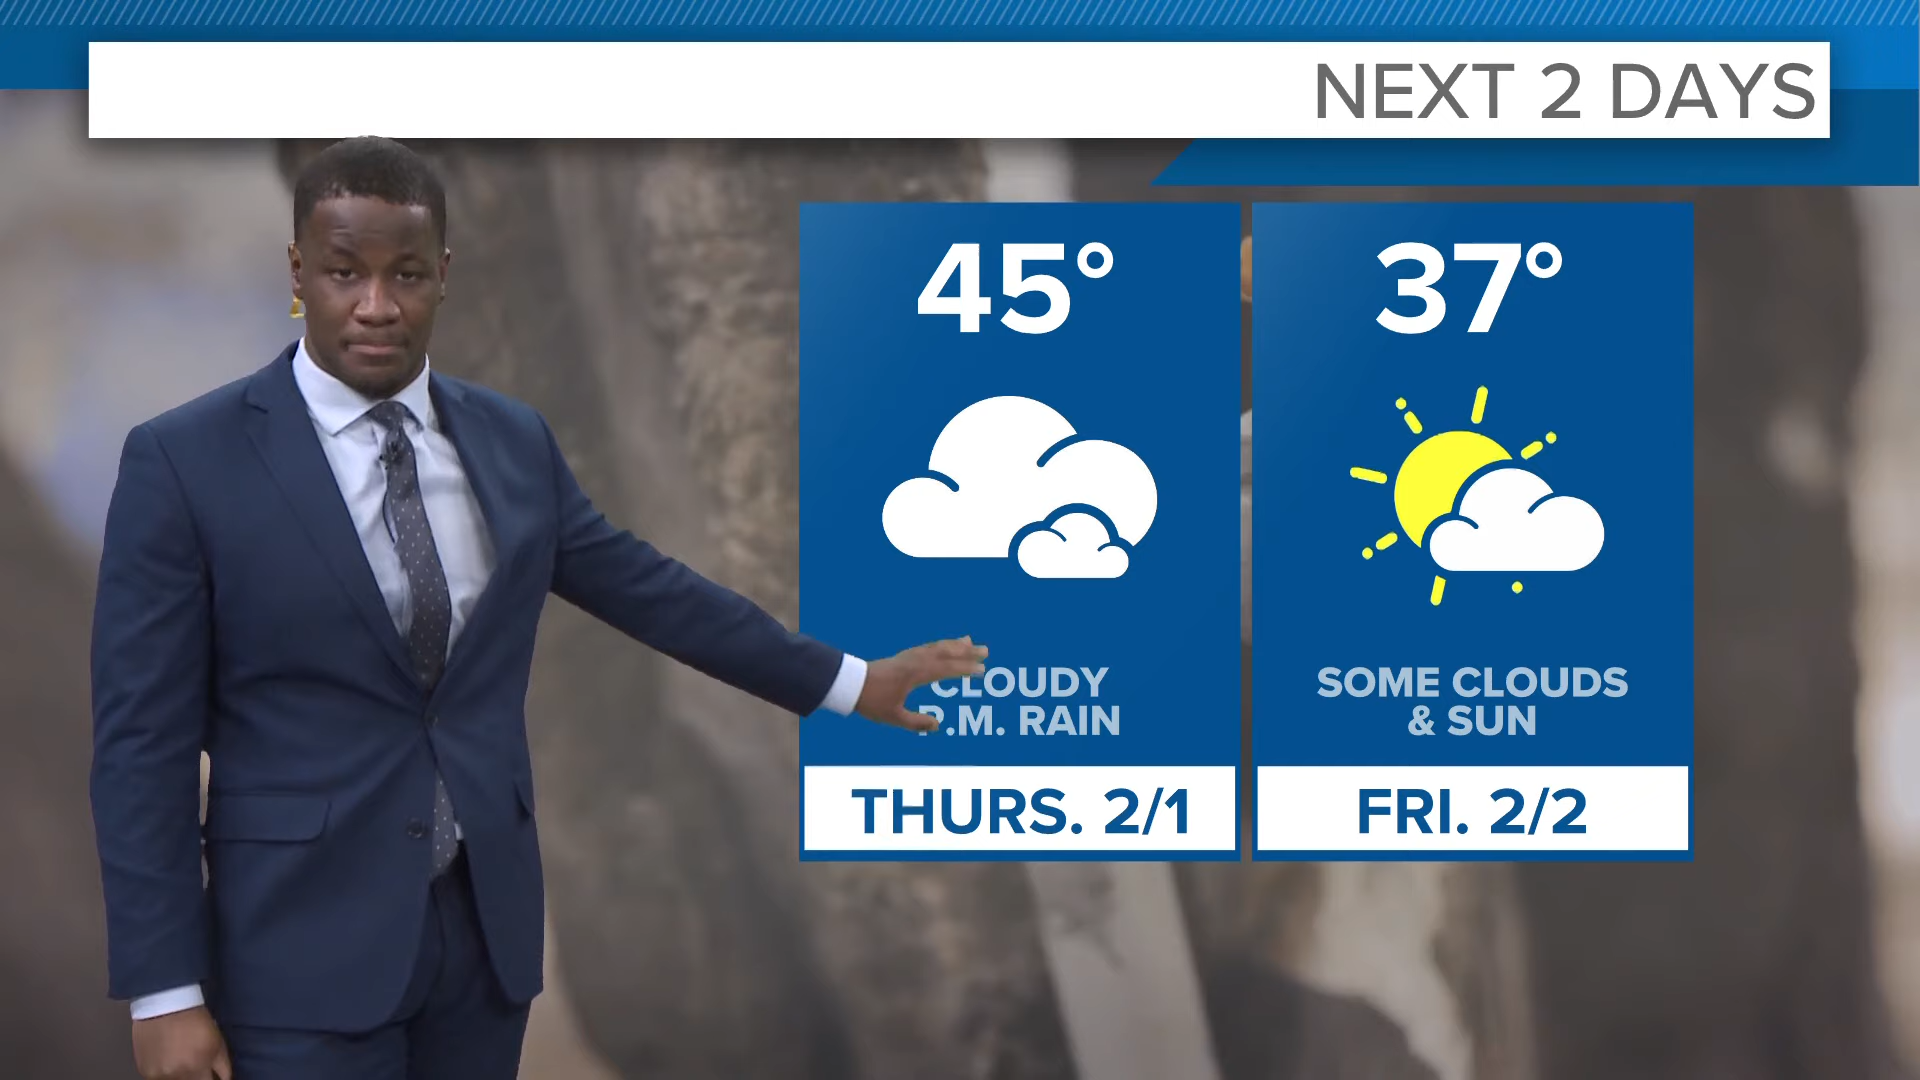 NEXT 2 DAYS
45°
CLOUDY
P.M. RAIN
THURS. 2/1
37°
SOME CLOUDS
& SUN
FRI. 2/2